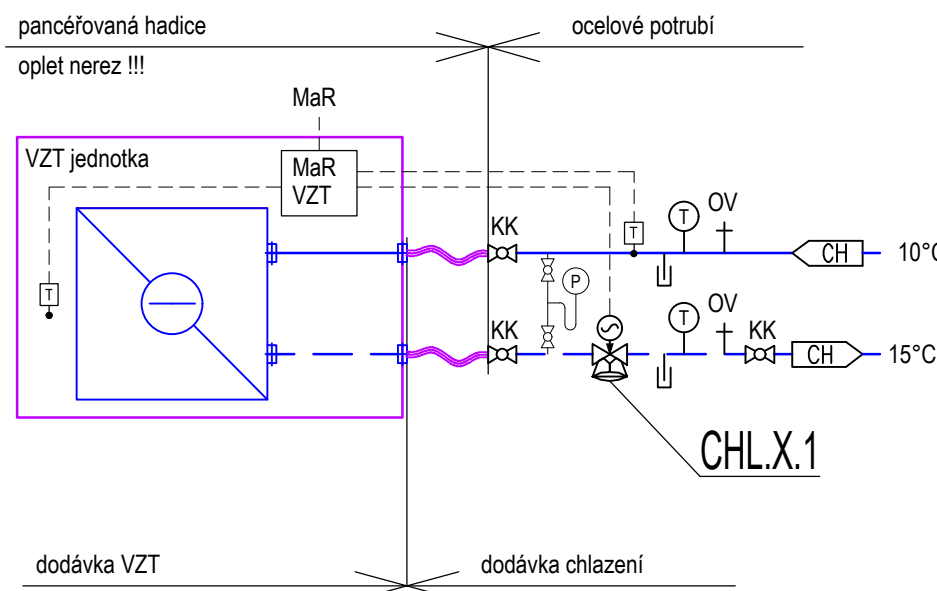 pancéřovaná hadice
ocelové potrubí
oplet nerez !!!
MaR
VZT jednotka
MaR
VZT
T
OV
KK
T
CH
10°C
T
P
T
OV
KK
KK
CH
15°C
CHL.X.1
dodávka VZT
dodávka chlazení